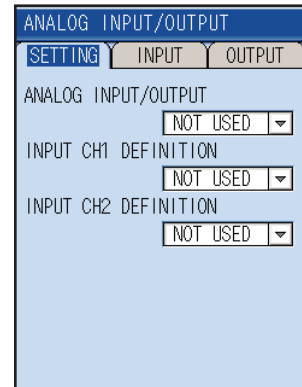 ANALOG INPUT/OUTPUT
SETTING INPUT OUTPUT
ANALOG INPUT/OUTPUT
NOT USED
INPUT CH1 DEFINITION
NOT USED
INPUT CH2 DEFINITION
NOT USED